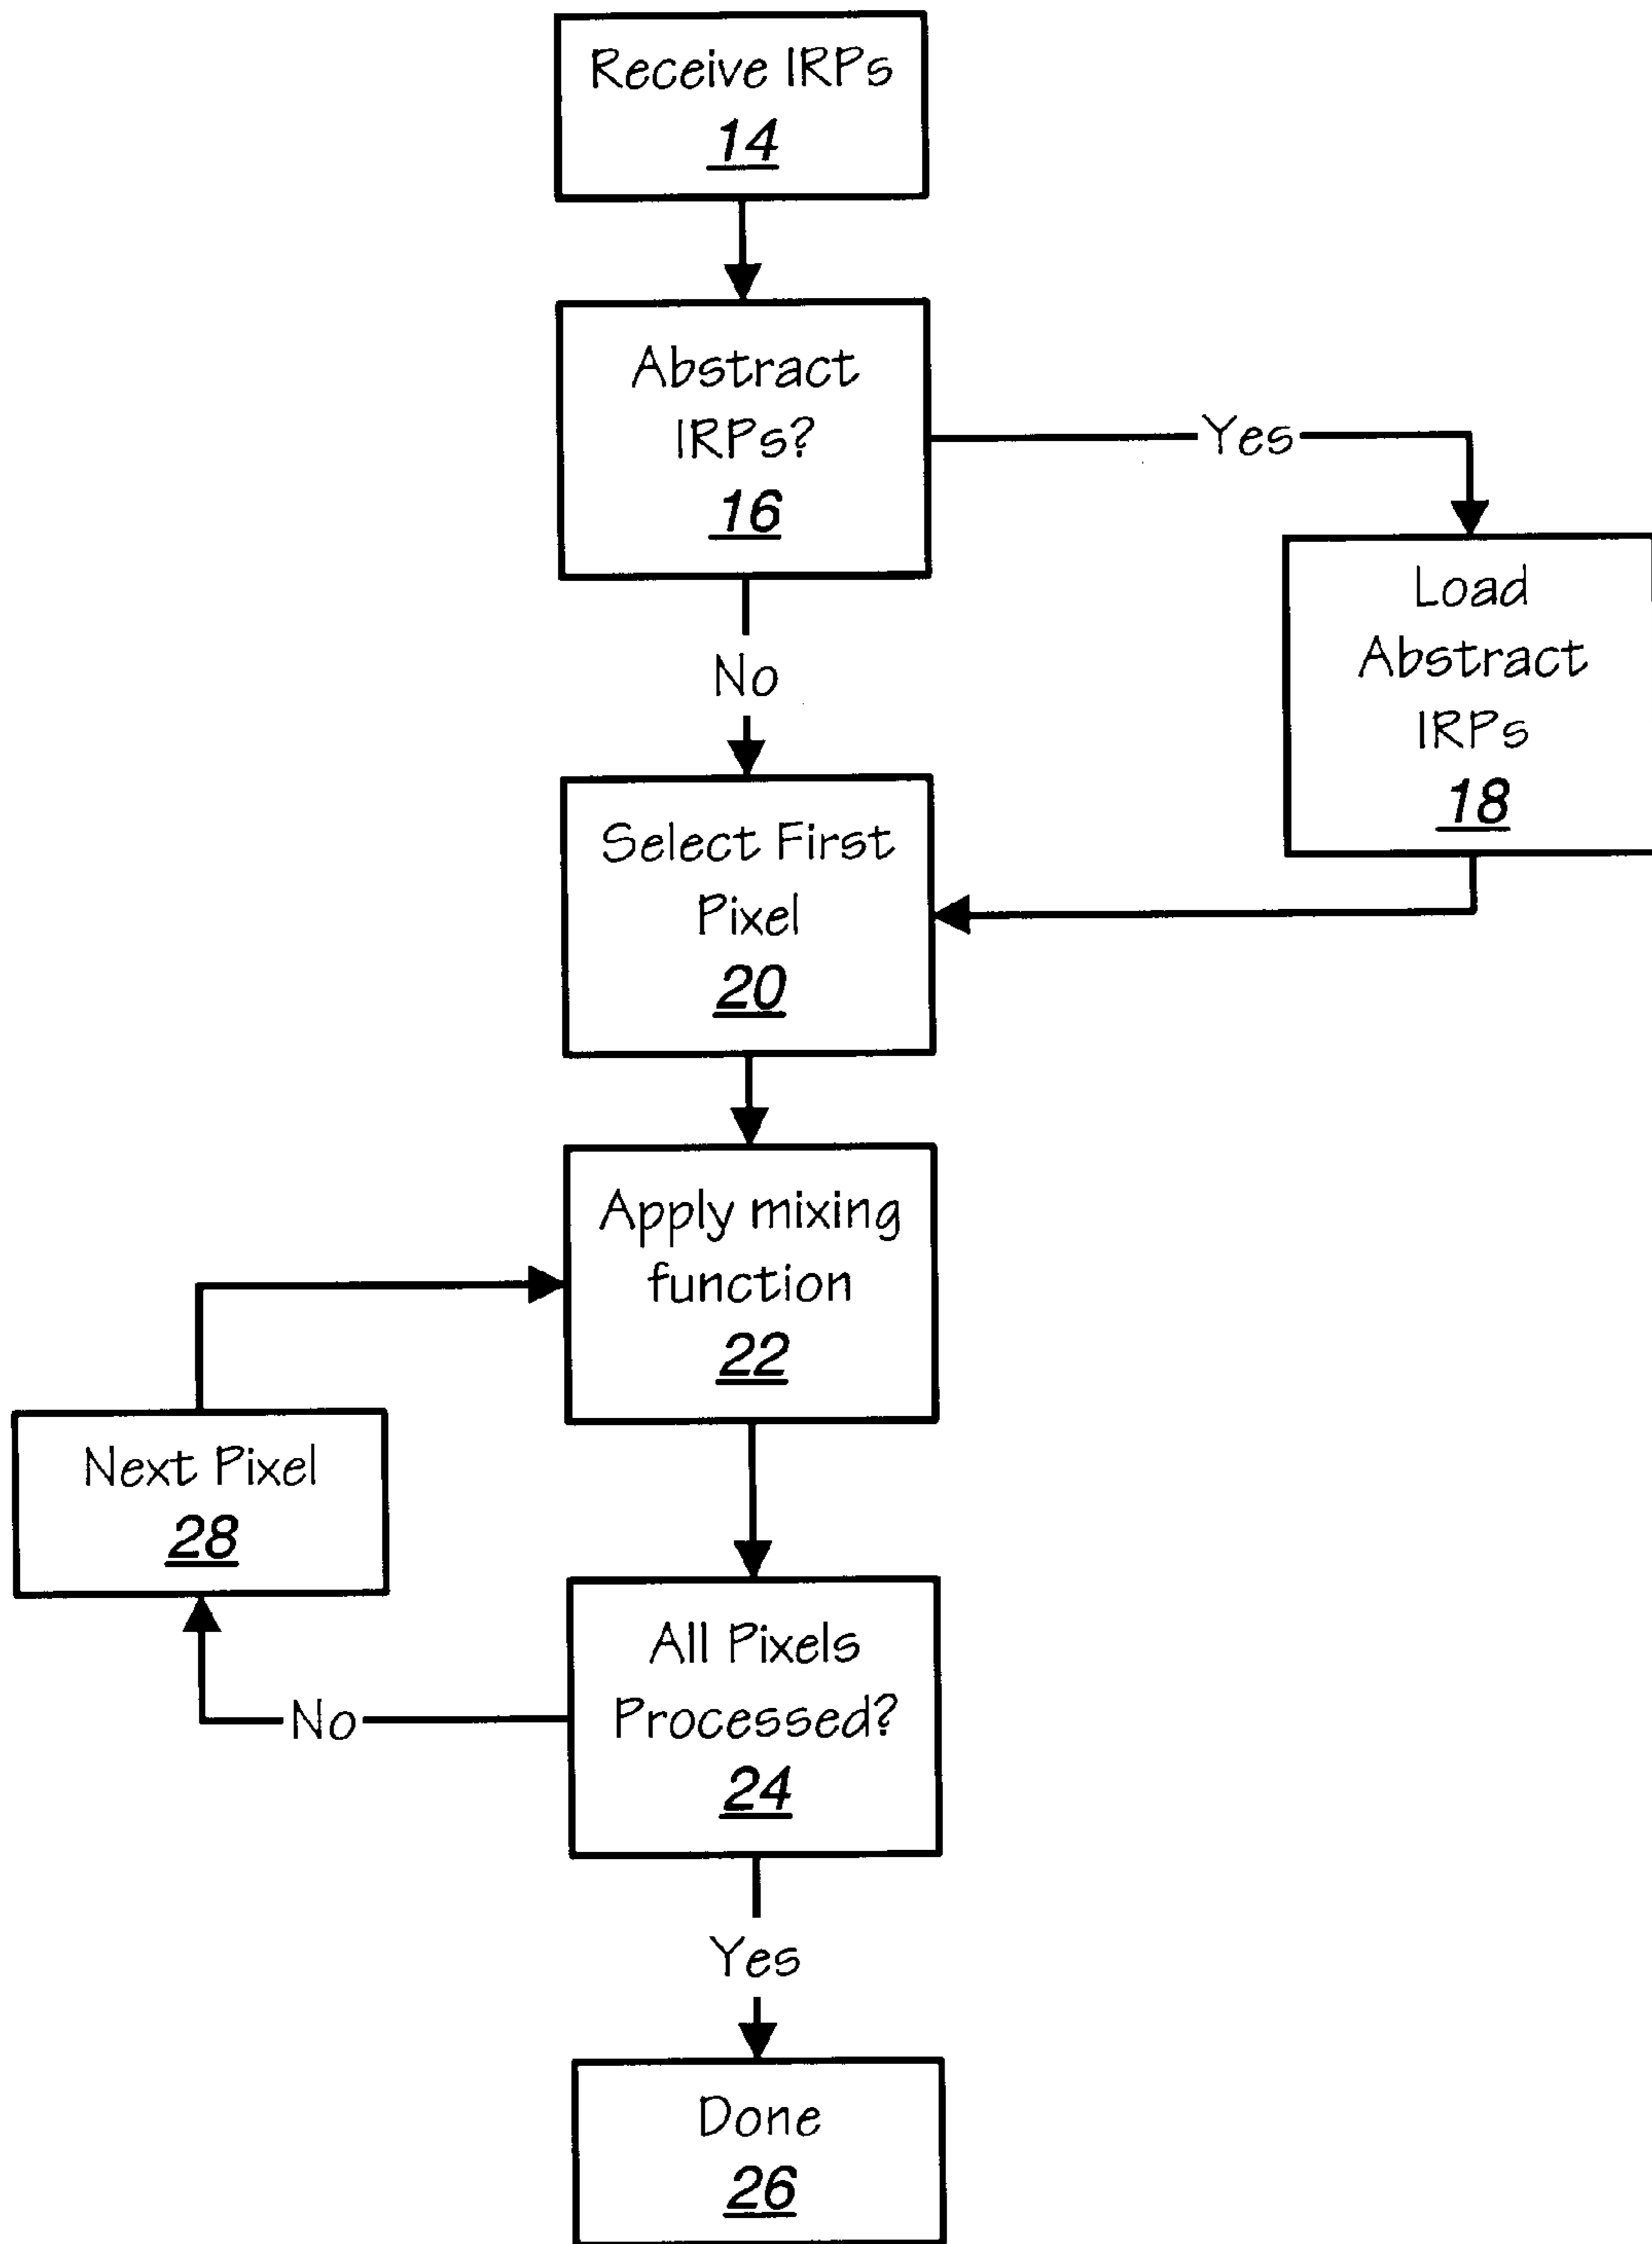 Receive IRPs
14
Abstract
IRPs?
16
Yes
Load
Abstract
IRPs
18
No
Select First
Pixel
20
Apply mixing
function
22
Next Pixel
28
All Pixels
Processed?
24
No
Yes
Done
26